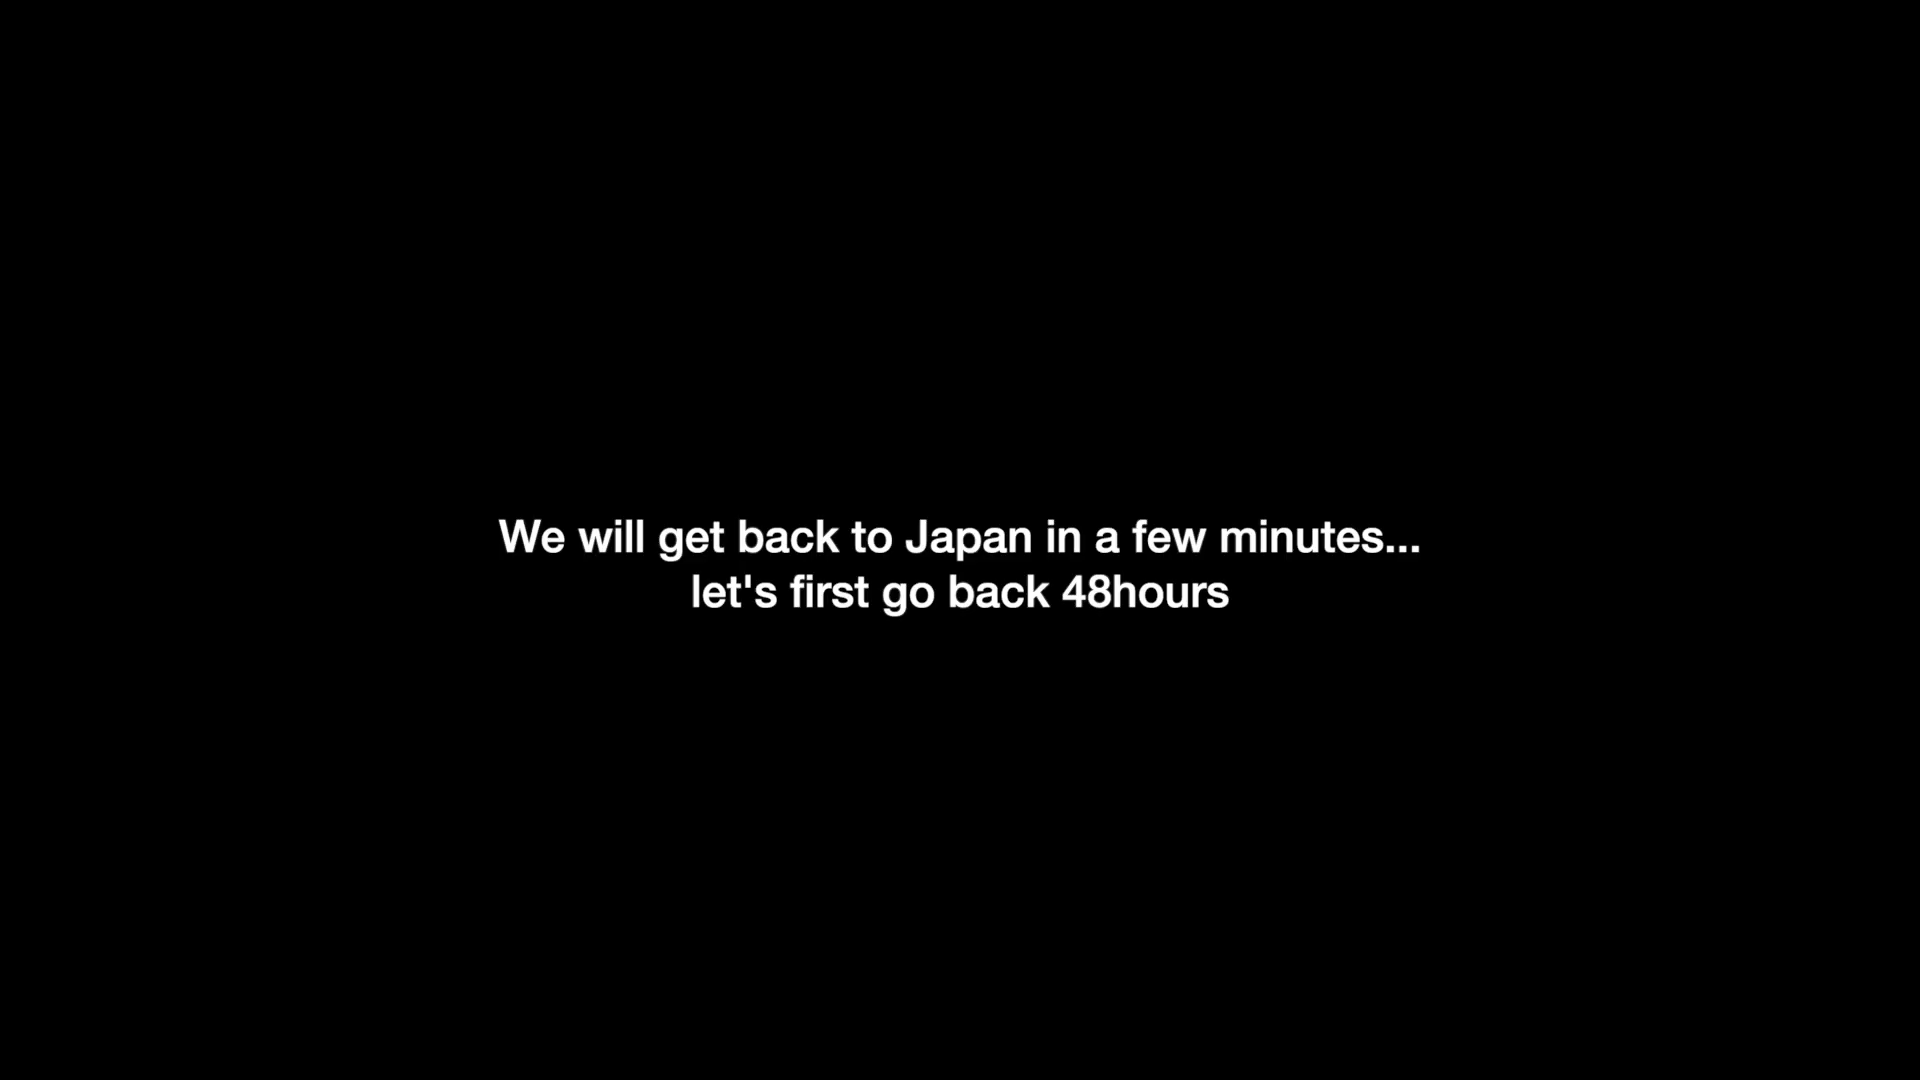 We will get back to Japan in a few minutes...
let's first go back 48hours